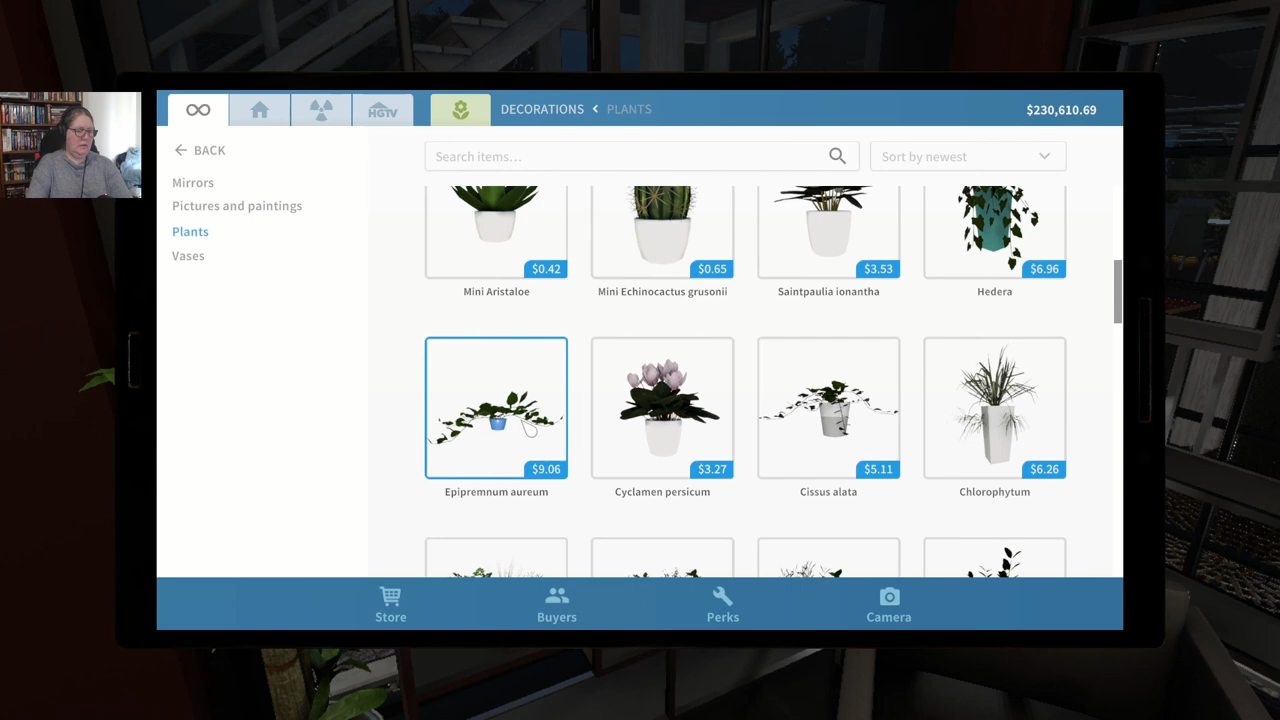 HGTV
DECORATIONS < PLANTS
$230,610.69
BACK
Mirrors
Pictures and paintings
Plants
Vases
Search items...
Sort by newest
$0.42
$0.65
$3.53
$6.96
Mini Aristaloe
Mini Echinocactus grusonii
Saintpaulia ionantha
Hedera
$9.06
$3.27
$5.11
$6.26
Epipremnum aureum
Cyclamen persicum
Cissus alata
Chlorophytum
Store
Buyers
Perks
Camera